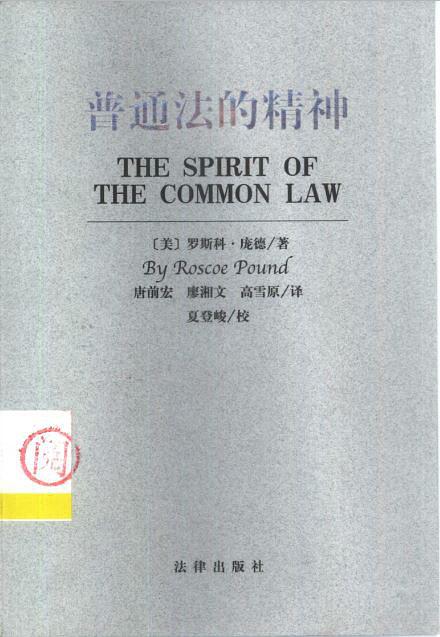 普通法的精神
THE SPIRIT OF
THE COMMON LAW
〔美〕罗斯科·庞德/著
By Roscoe Pound
唐前宏 廖湘文 高雪原/译
夏登峻/校
阅
法律出版社